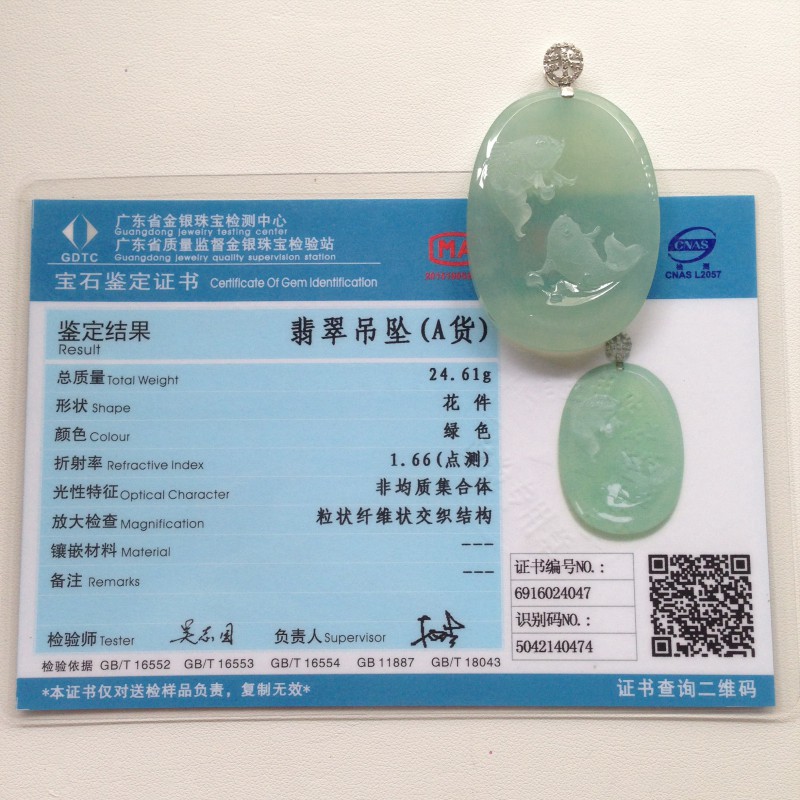 广东省金银珠宝检测中心
Guangdong jewelry testing center
广东省质量监督金银珠宝检验站
Guangdong jewelry quality supervision station
GDTC
宝石鉴定证书 Certificate Of Gem Identification
MA
CNAS
检测
CNAS L2057
鉴定结果 翡翠吊坠(A货)
Result
总质量 Total Weight 24.61g
形状 Shape 花件
颜色 Colour 绿色
折射率 Refractive Index 1.66(点测)
光性特征 Optical Character 非均质集合体
放大检查 Magnification 粒状纤维状交织结构
镶嵌材料 Material ---
备注 Remarks ---
证书编号NO.:
6916024047
识别码NO.:
5042140474
检验师 Tester 负责人 Supervisor
检验依据 GB/T 16552 GB/T 16553 GB/T 16554 GB 11887 GB/T 18043
*本证书仅对送检样品负责,复制无效*
证书查询二维码